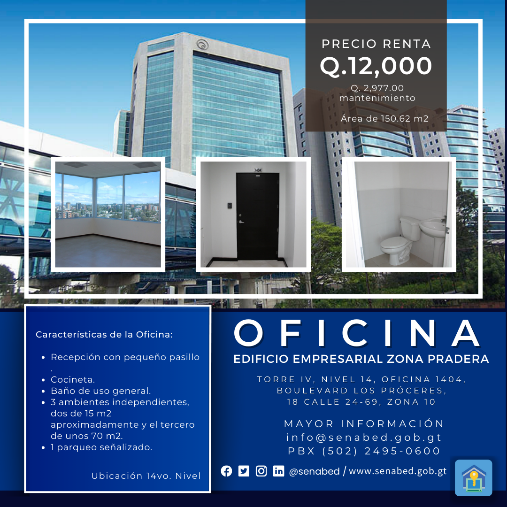 PRECIO RENTA
Q.12,000
Q. 2,977.00
mantenimiento
Área de 150.62 m2
Características de la Oficina:
• Recepción con pequeño pasillo
.
• Cocineta.
• Baño de uso general.
• 3 ambientes independientes,
dos de 15 m2
aproximadamente y el tercero
de unos 70 m2.
• 1 parqueo señalizado.
Ubicación 14vo. Nivel
OFICINA
EDIFICIO EMPRESARIAL ZONA PRADERA
TORRE IV, NIVEL 14, OFICINA 1404,
BOULEVARD LOS PRÓCERES,
18 CALLE 24-69, ZONA 10
MAYOR INFORMACIÓN
info@senabed.gob.gt
PBX (502) 2495-0600
@senabed / www.senabed.gob.gt